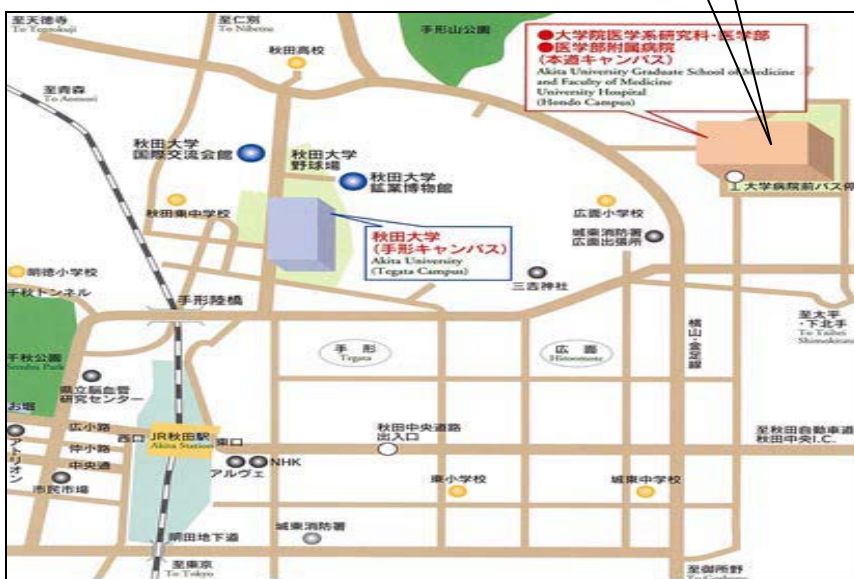 至天徳寺
To Tentokuji
至仁別
To Nibetsu
手形山公園
秋田高校
●大学院医学系研究科・医学部
●医学部附属病院
(本道キャンパス)
Akita University Graduate School of Medicine
and Faculty of Medicine
University Hospital
(Hondo Campus)
至青森
To Aomori
秋田大学
国際交流会館
秋田大学
野球場
秋田大学
鉱業博物館
大学病院前バス停
秋田東中学校
広面小学校
城東消防署
広面出張所
秋田大学
(手形キャンパス)
Akita University
(Tegata Campus)
明徳小学校
千秋トンネル
三吉神社
手形陸橋
横山・金足線
至太平
・下北手
To Taihei
Shimokitate
手形
Tegata
広面
Hiroomote
千秋公園
Senshu Park
県立脳血管
研究センター
お堀
広小路
西口
JR秋田駅
Akita Station
東口
秋田中央道路
出入口
至秋田自動車道
秋田中央I.C.
仲小路
アトリオン
中央通
NHK
アルヴェ
市民市場
東小学校
城東中学校
明田地下道
城東消防署
至東京
To Tokyo
至御所野